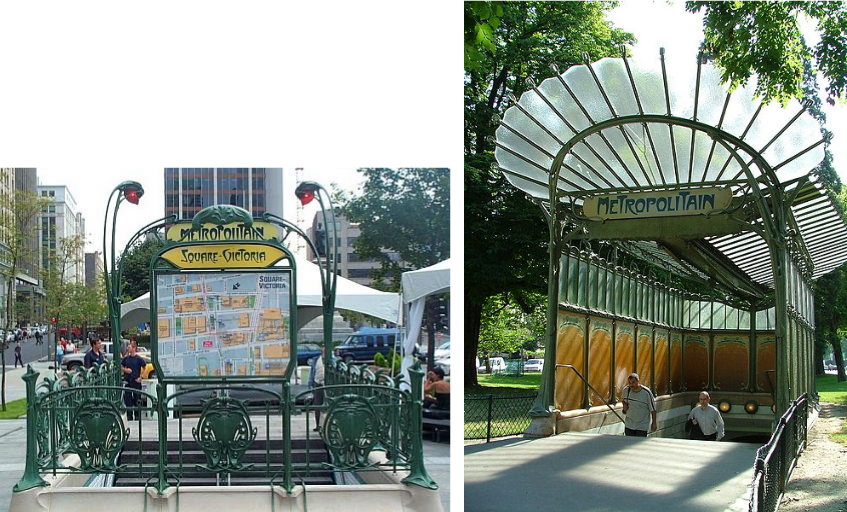 METROPOLITAIN
SQUARE-VICTORIA
SQUARE-
VICTORIA
METROPOLITAIN